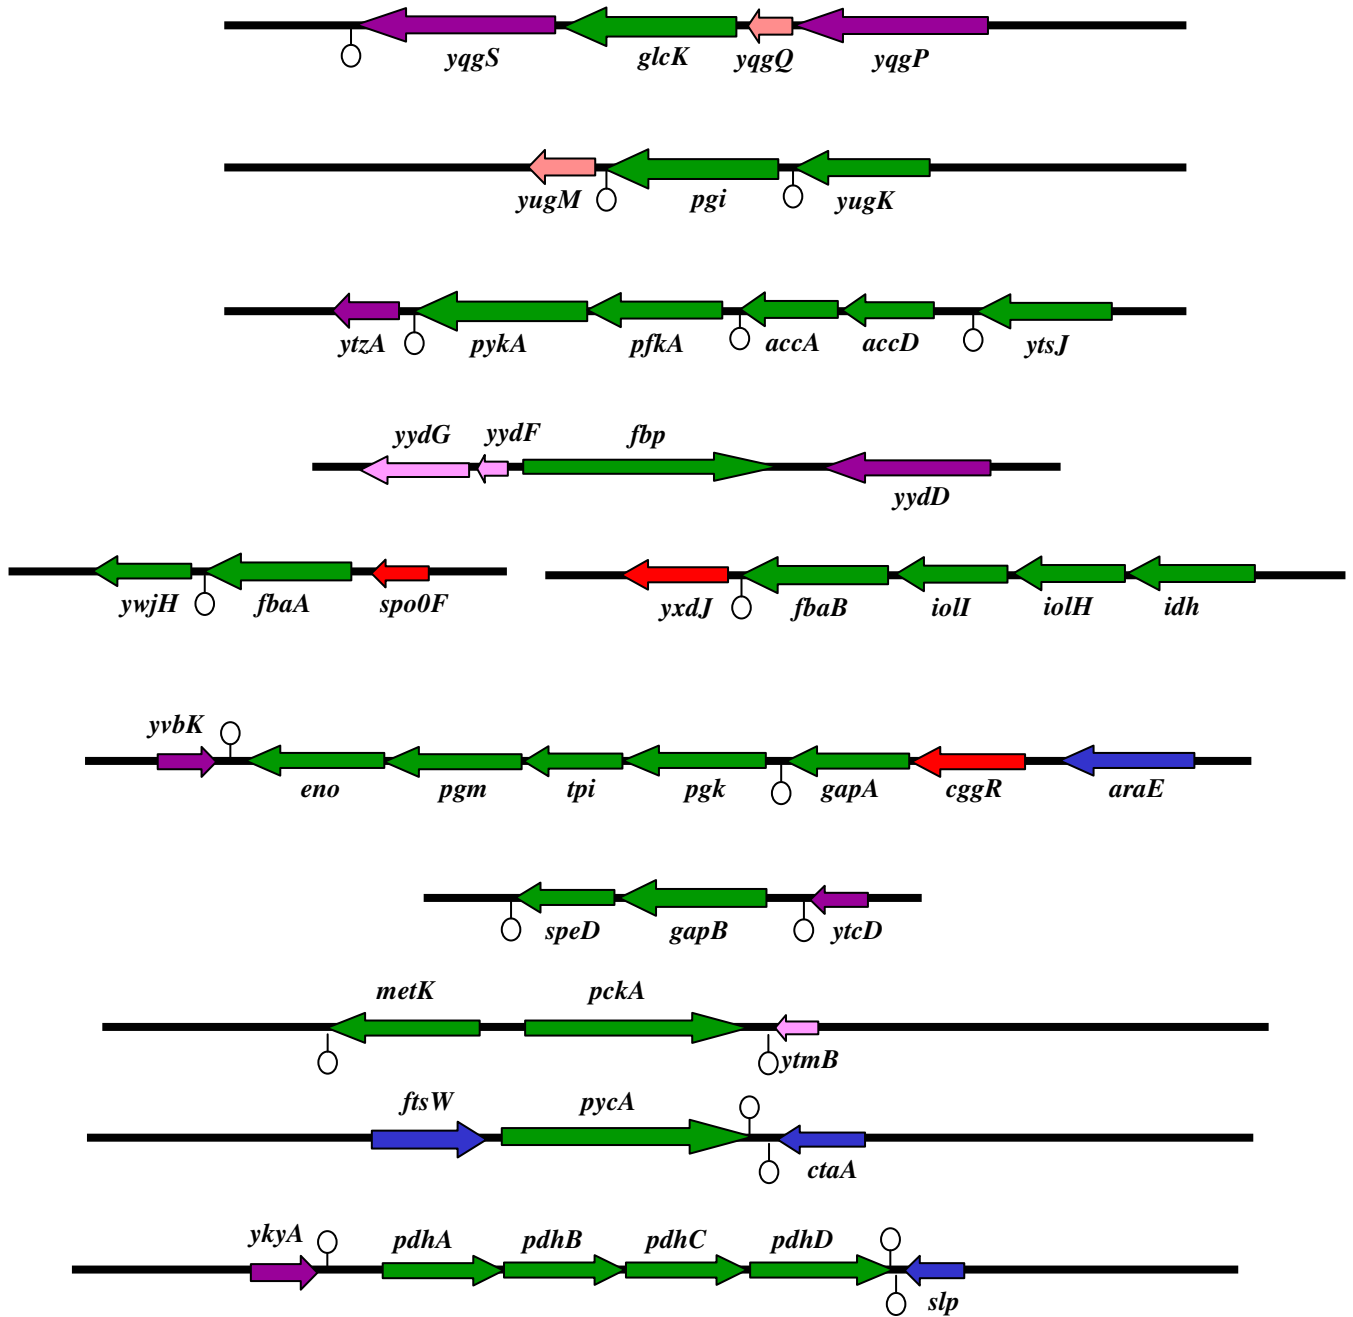 yqgS glcK yqgQ yqgP
yugM pgi yugK
ytzA pykA pfkA accA accD ytsJ
yydG yydF fbp
yydD
ywjH fbaA spo0F yxdJ fbaB iolI iolH idh
yvbK
eno pgm tpi pgk gapA cggR araE
speD gapB ytcD
metK pckA
ytmB
ftsW pycA
ctaA
ykyA pdhA pdhB pdhC pdhD
slp